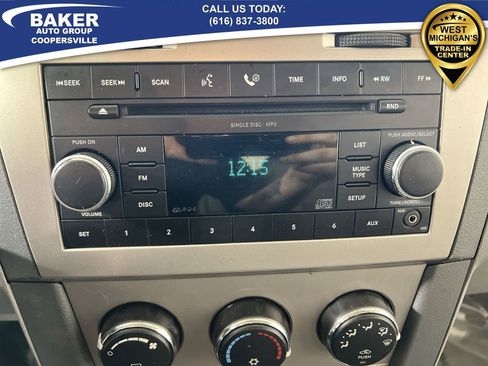 BAKER
AUTO GROUP
COOPERSVILLE
CALL US TODAY:
(616) 837-3800
WEST
MICHIGAN'S
TRADE-IN
CENTER
SEEK
SEEK
SCAN
TIME
INFO
RW
FF
RND
SINGLE DISC - MP3
PUSH ON
PUSH AUDIO/SELECT
AM
FM
DISC
12:15
LIST
MUSIC
TYPE
SETUP
VOLUME
TUNE/SCROLL
SET
1
2
3
4
5
6
AUX
AUX